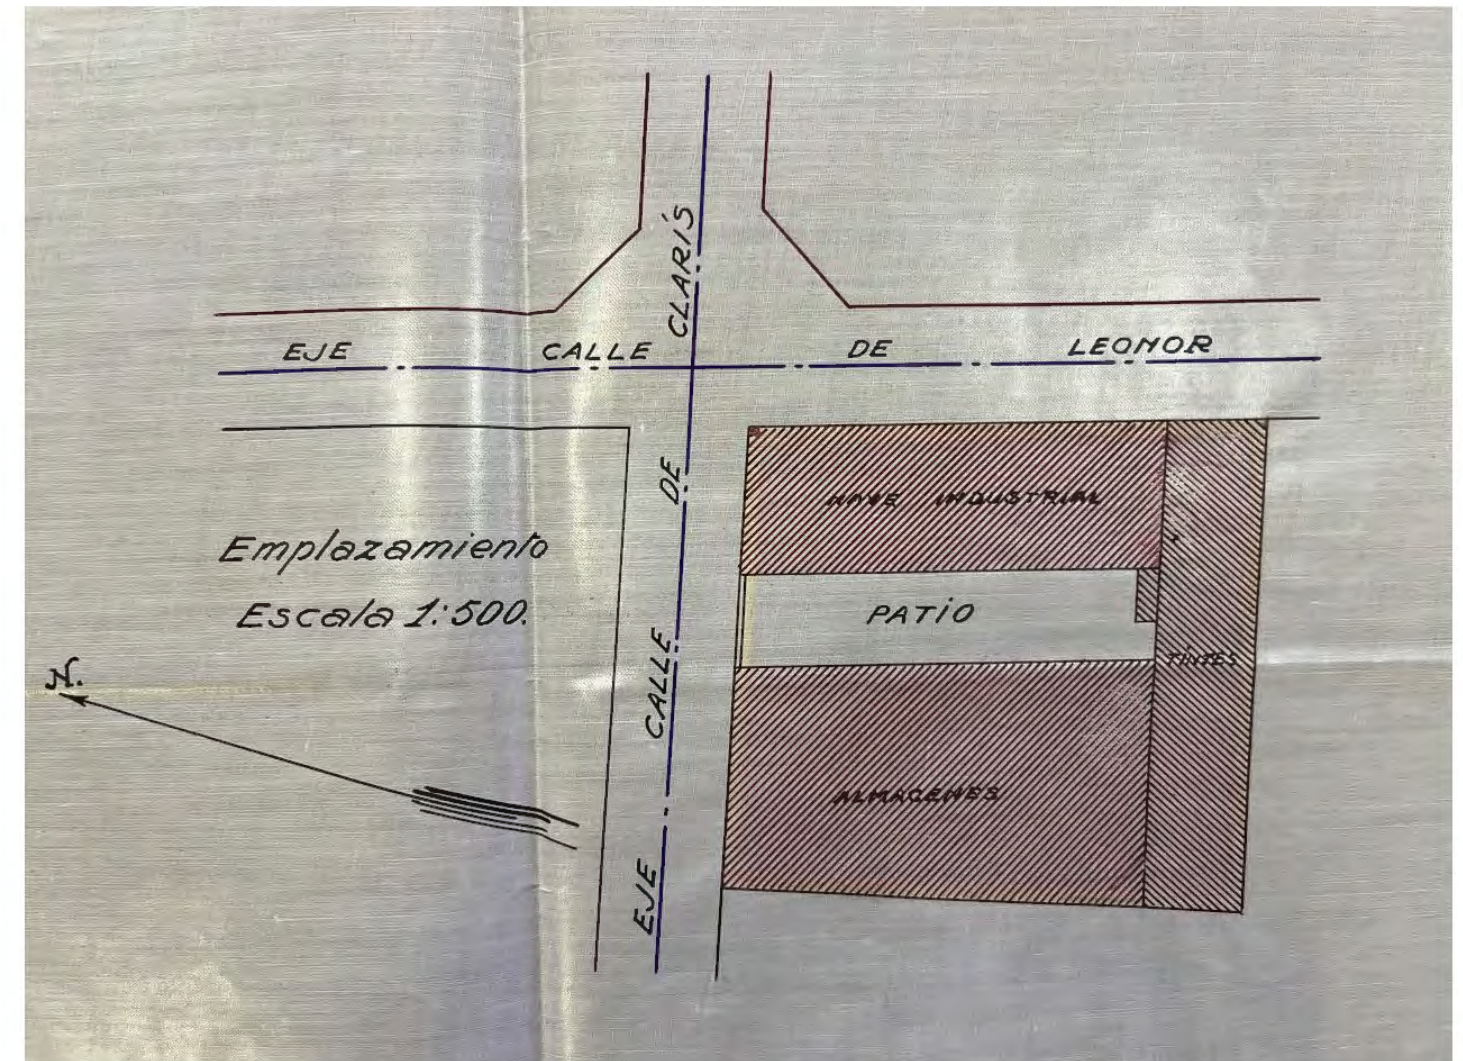 EJE CALLE DE CLARÍS
EJE CALLE DE LEONOR
NAVE INDUSTRIAL
Emplazamiento
Escala 1:500.
PATIO
TINTES
N.
ALMACENES